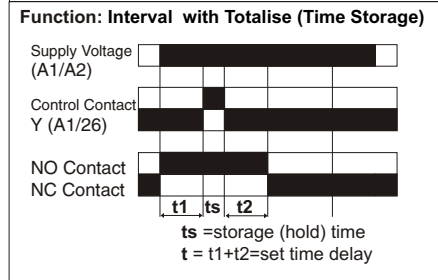 Function: Interval with Totalise (Time Storage)
Supply Voltage
(A1/A2)
Control Contact
Y (A1/26)
NO Contact
NC Contact
t1 ts t2
ts =storage (hold) time
t = t1+t2=set time delay